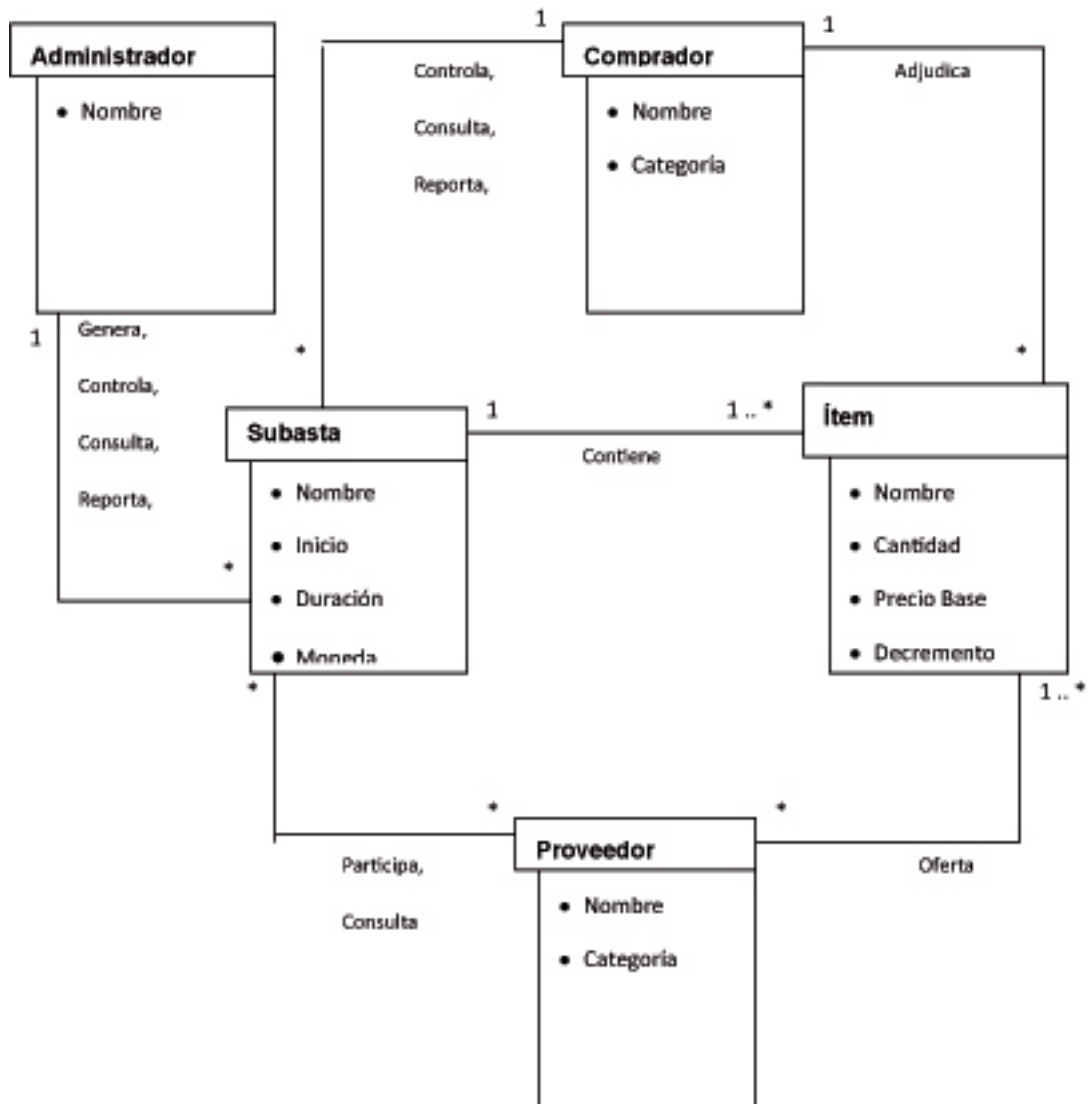 Administrador
• Nombre
1
Genera,
Controla,
Consulta,
Reporta,
*
1
Controla,
Consulta,
Reporta,
*
Comprador
• Nombre
• Categoría
1
Adjudica
*
Subasta
• Nombre
• Inicio
• Duración
• Moneda
1
1 .. *
Contiene
Ítem
• Nombre
• Cantidad
• Precio Base
• Decremento
*
*
Participa,
Consulta
Proveedor
• Nombre
• Categoría
*
1 .. *
Oferta